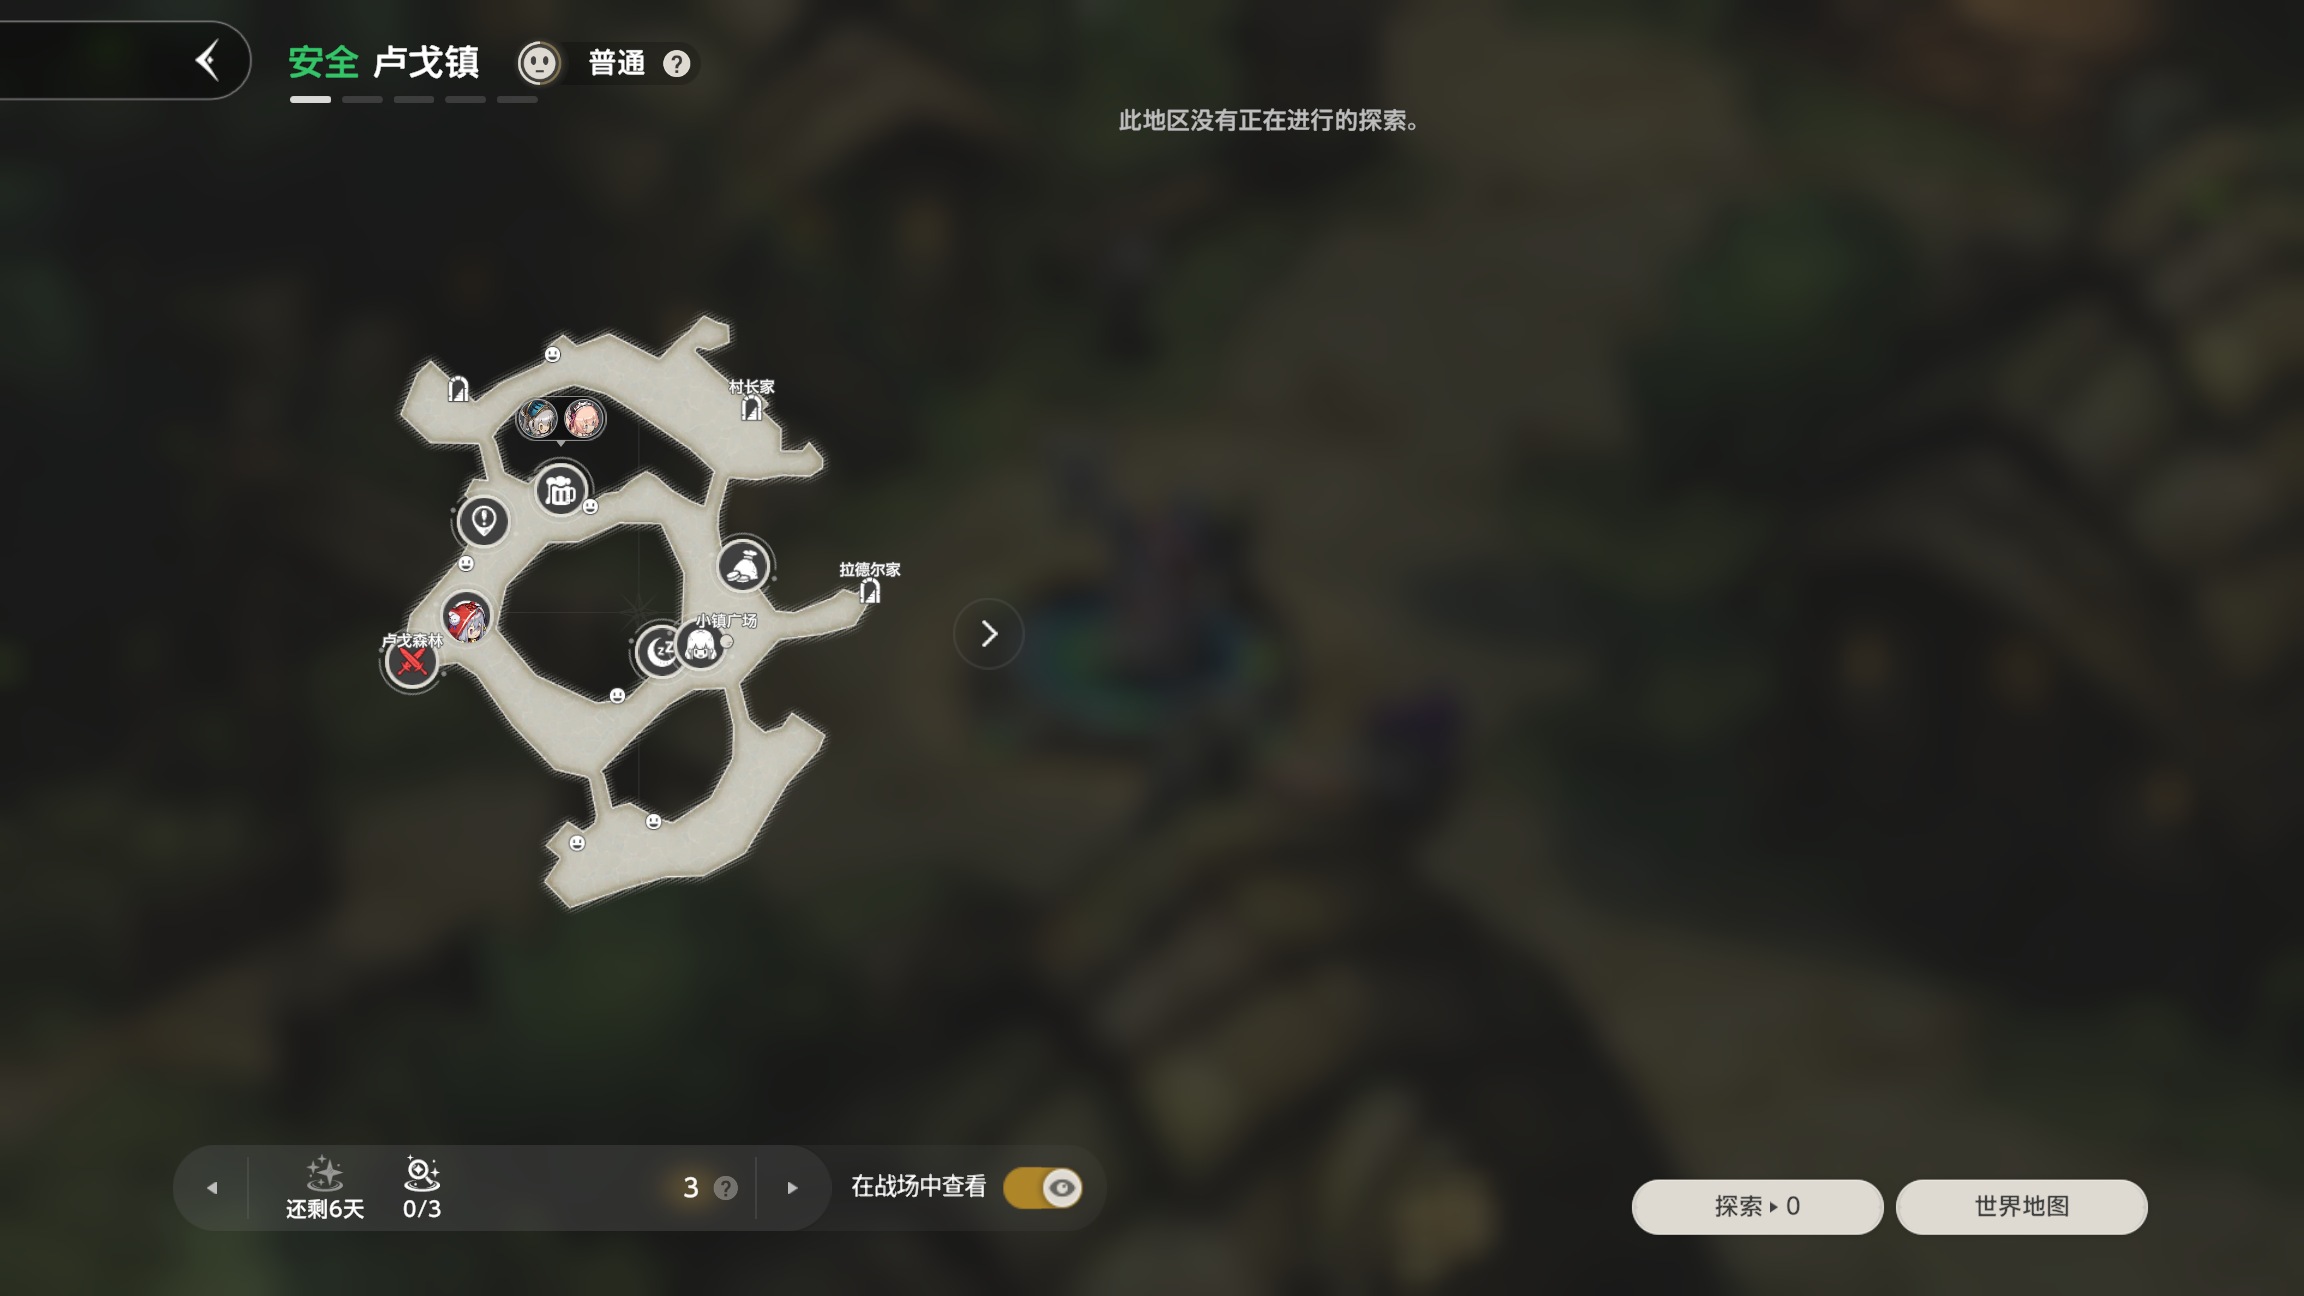 安全 卢戈镇 普通 ?
此地区没有正在进行的探索。
村长家
拉德尔家
小镇广场
卢戈森林
还剩6天 0/3 3 ?
在战场中查看
探索▸0
世界地图